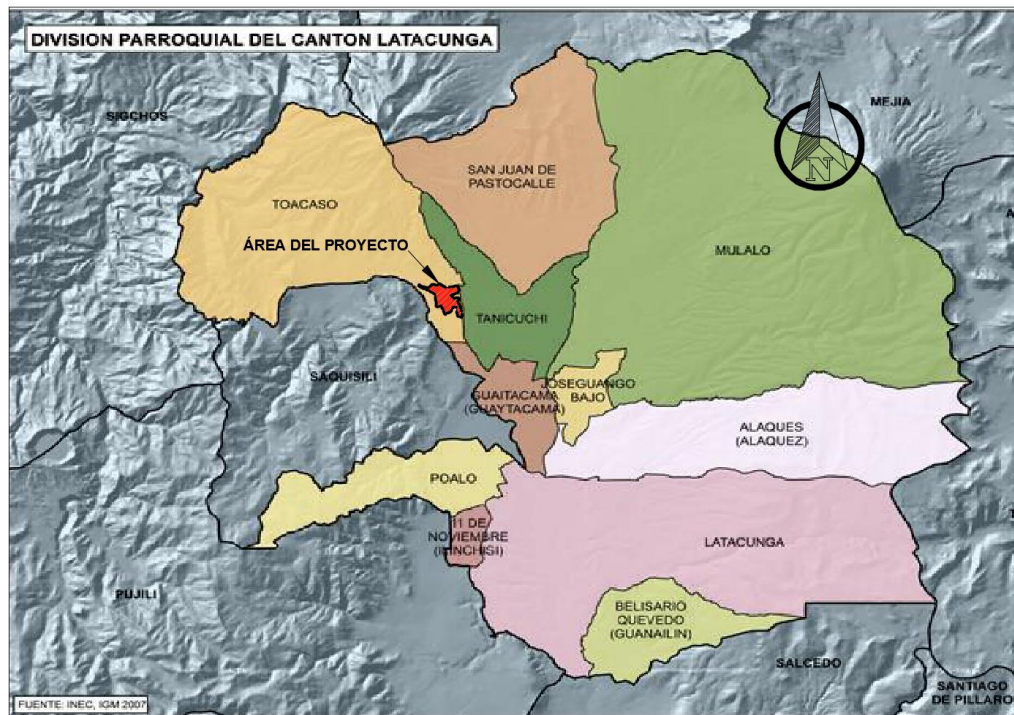 DIVISION PARROQUIAL DEL CANTON LATACUNGA
SIGCHOS
MEJIA
N
SAN JUAN DE
PASTOCALLE
TOACASO
ÁREA DEL PROYECTO
MULALO
TANICUCHI
SAQUISILI
JOSEGUANGO
BAJO
GUAITACAMA
(GUAYTACAMA)
ALAQUES
(ALAQUEZ)
POALO
11 DE
NOVIEMBRE
(ILINCHISI)
LATACUNGA
PUJILI
BELISARIO
QUEVEDO
(GUANAILIN)
SALCEDO
SANTIAGO
DE PILLARO
FUENTE: INEC, IGM 2007